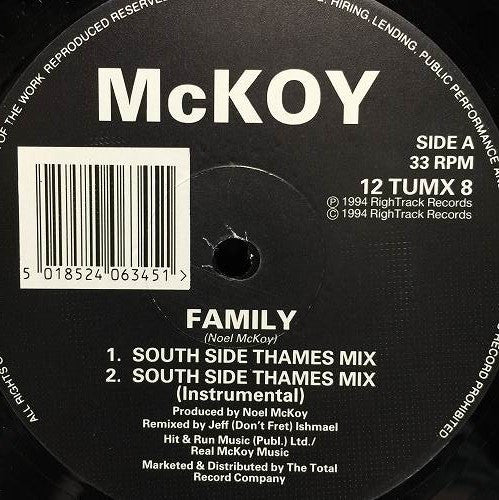 OF THE WORK REPRODUCED RESERVED
HIRING, LENDING, PUBLIC PERFORMANCE AN
McKOY
SIDE A
33 RPM
12 TUMX 8
℗ 1994 RighTrack Records
© 1994 RighTrack Records
5 018524 063451 >
FAMILY
(Noel McKoy)
1. SOUTH SIDE THAMES MIX
2. SOUTH SIDE THAMES MIX
(Instrumental)
Produced by Noel McKoy
Remixed by Jeff (Don't Fret) Ishmael
Hit & Run Music (Publ.) Ltd./
Real McKoy Music
Marketed & Distributed by The Total
Record Company
ALL RIGHTS
RECORD PROHIBITED